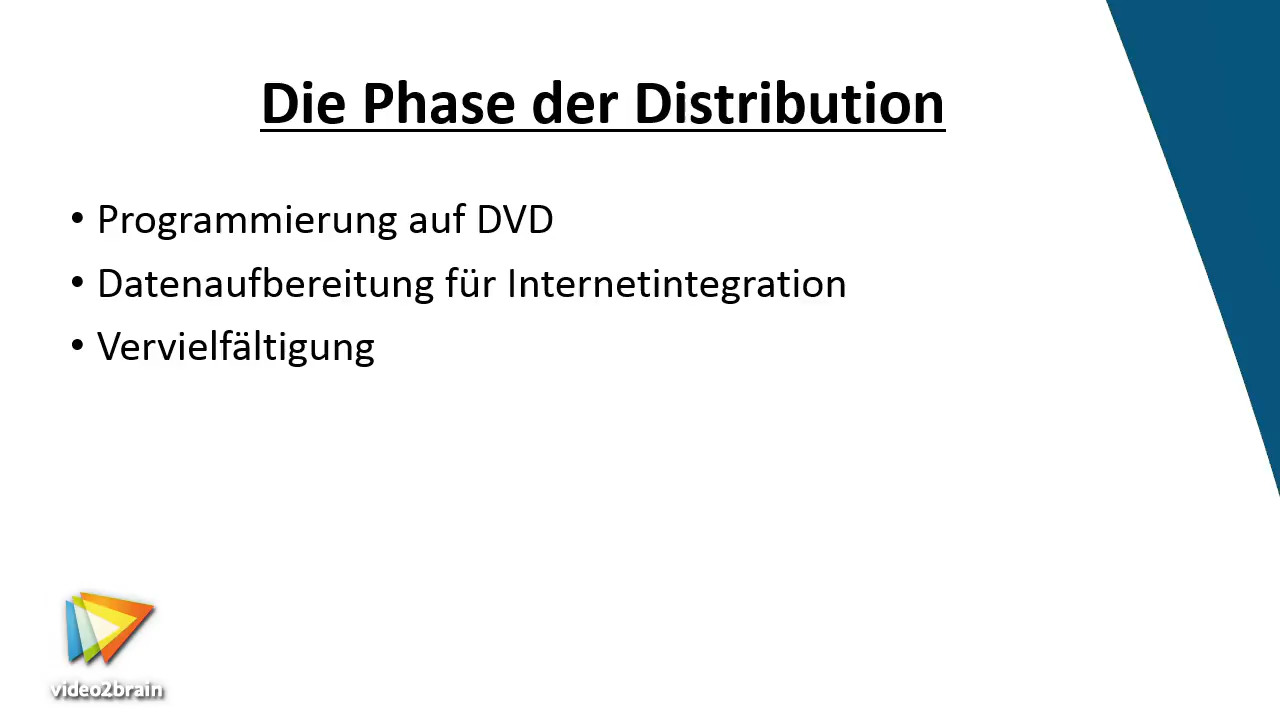 Die Phase der Distribution
• Programmierung auf DVD
• Datenaufbereitung für Internetintegration
• Vervielfältigung
video2brain